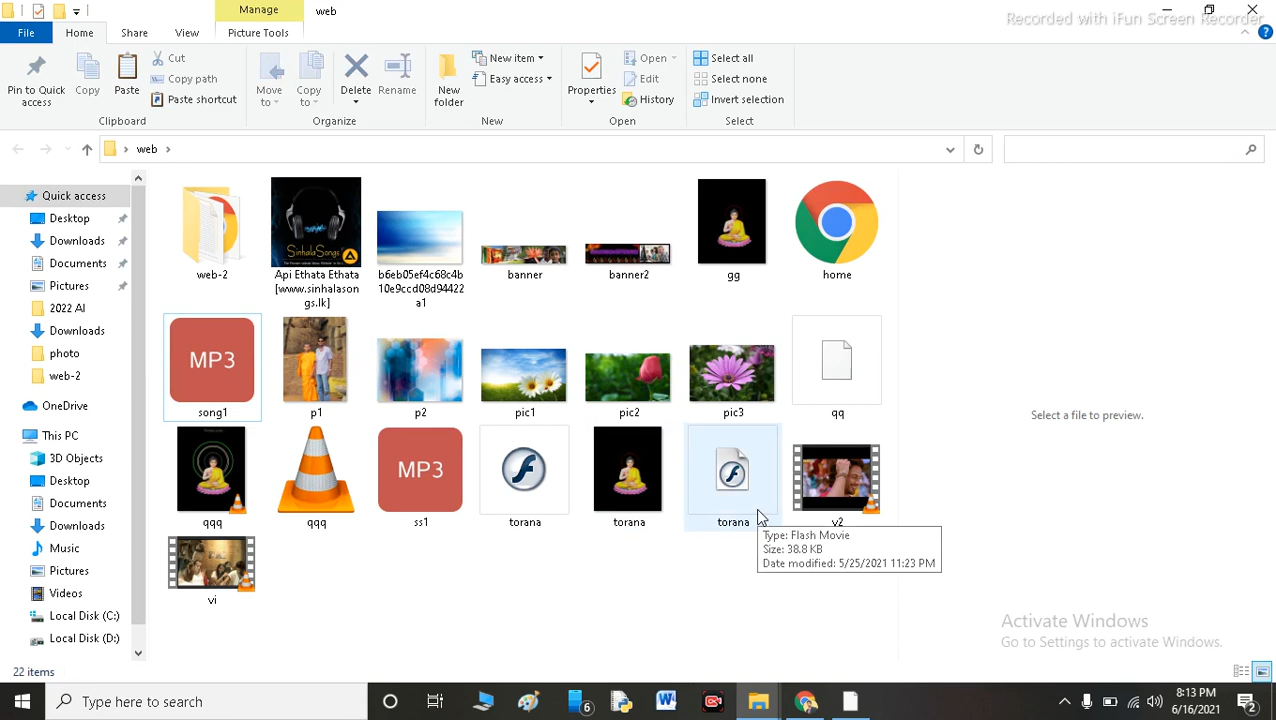 Manage
web
Recorded with iFun Screen Recorder
File
Home
Share
View
Picture Tools
Pin to Quick access
Copy
Paste
Cut
Copy path
Paste shortcut
Clipboard
Move to
Copy to
Delete
Rename
Organize
New folder
New item
Easy access
New
Properties
Open
Edit
History
Open
Select all
Select none
Invert selection
Select
web
Quick access
Desktop
Downloads
Documents
Pictures
2022 Al
Downloads
photo
web-2
OneDrive
This PC
3D Objects
Desktop
Documents
Downloads
Music
Pictures
Videos
Local Disk (C:)
Local Disk (D:)
SinhalaSongs
web-2
Api Ethata Ethata
[www.sinhalason
gs.lk]
b6eb05ef4c68c4b
10e9ccd08d94422
a1
banner
banner2
gg
home
MP3
song1
p1
p2
pic1
pic2
pic3
qq
qqq
qqq
MP3
ss1
torana
torana
torana
v2
vi
Type: Flash Movie
Size: 38.8 KB
Date modified: 5/25/2021 11:23 PM
Select a file to preview.
Activate Windows
Go to Settings to activate Windows.
22 items
Type here to search
6
8:13 PM
6/16/2021
2